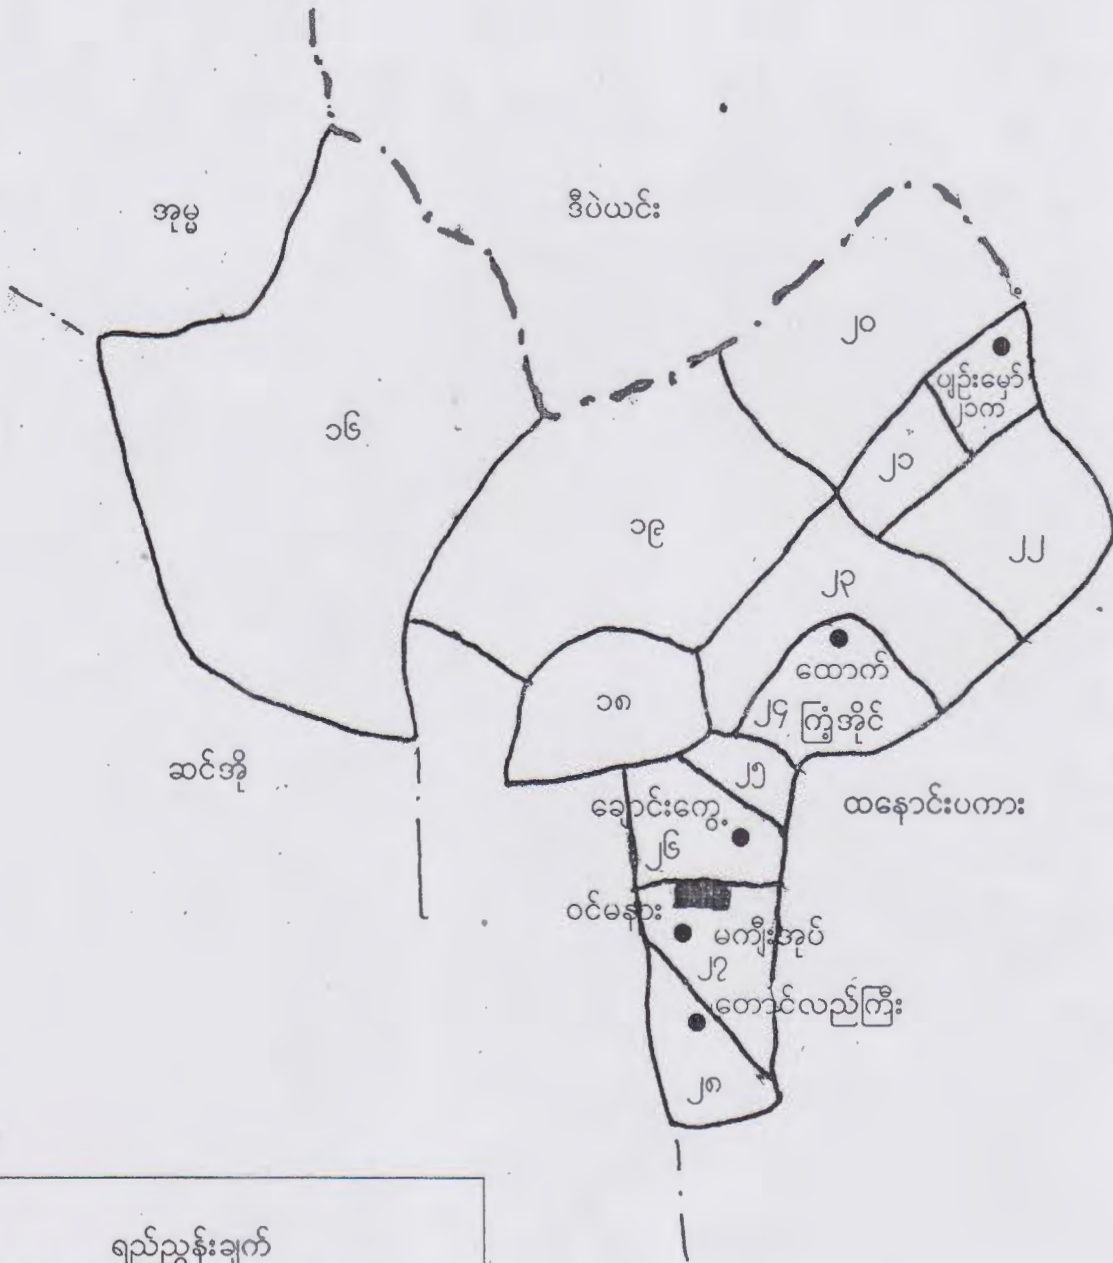 အုမ္မ
ဒီပဲယင်း
၂၀
ပျဉ်းမှော်
၂၁က
၁၆
၂၁
၁၉
၂၂
၂၃
ထောက်
ကြံ့အိုင်
၂၄
၁၈
ဆင်အို
၂၅
ချောင်းကွေ့
ထနောင်းပကား
၂၆
ဝင်မနား
မကျီးအုပ်
၂၇
တောင်လည်ကြီး
၂၈
ရည်ညွှန်းချက်